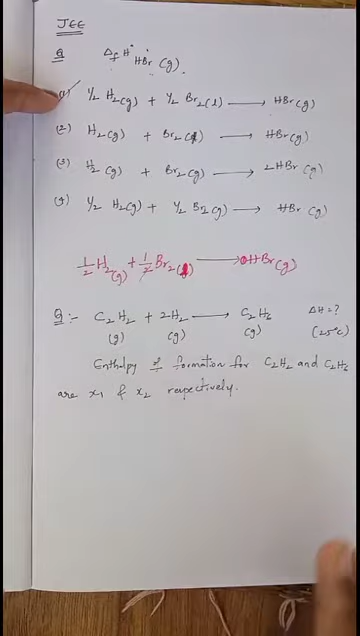 JEE
Q ΔfH° HBr (g).
(1) 1/2 H2(g) + 1/2 Br2(l) → HBr(g)
(2) H2(g) + Br2(l) → HBr(g)
(3) H2(g) + Br2(g) → 2HBr(g)
(4) 1/2 H2(g) + 1/2 Br2(g) → HBr(g)
1/2 H2(g) + 1/2 Br2(l) → HBr(g)
Q:- C2H2 + 2H2 → C2H6 ΔH=?
(g) (g) (g) (25°C)
Enthalpy of formation for C2H2 and C2H6
are x1 & x2 respectively.